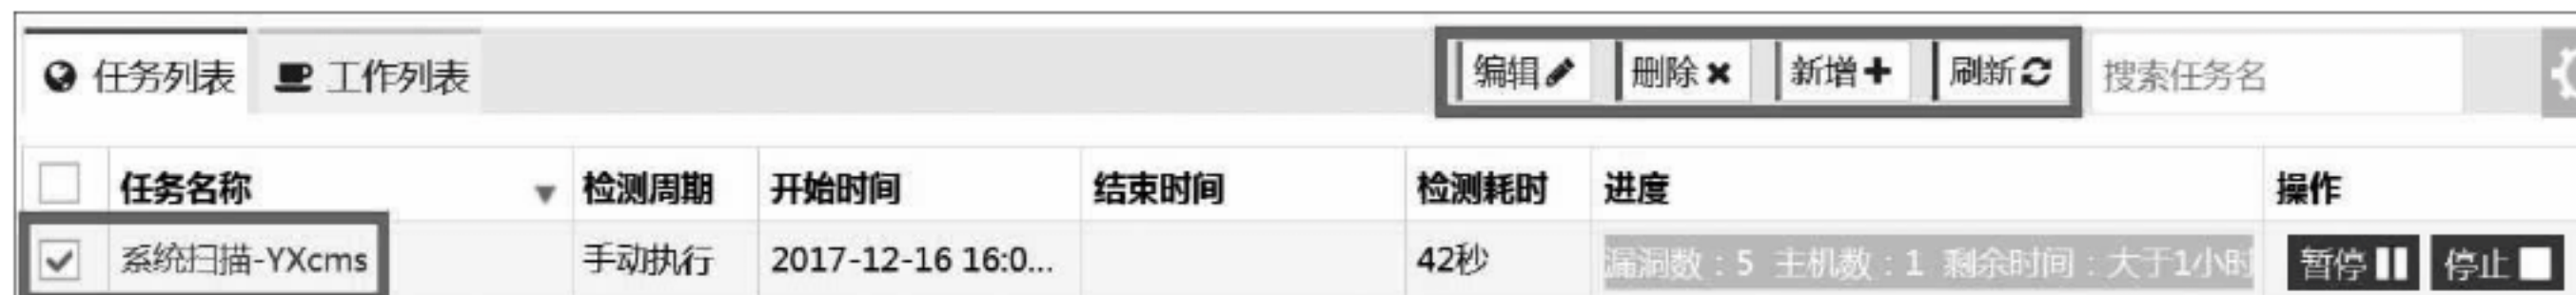 任务列表 工作列表 编辑 删除 新增 刷新 搜索任务名
任务名称 检测周期 开始时间 结束时间 检测耗时 进度 操作
系统扫描-YXcms 手动执行 2017-12-16 16:0... 42秒 漏洞数：5 主机数：1 剩余时间：大于1小时 暂停 停止